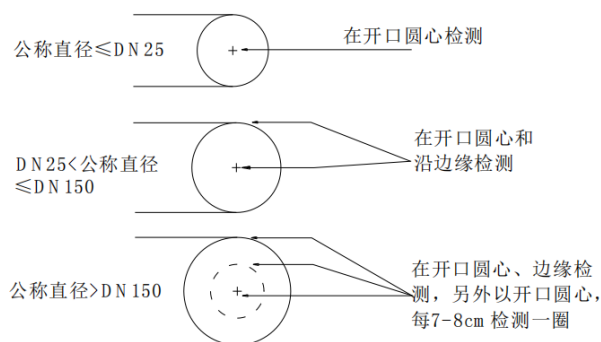 公称直径≤DN25
在开口圆心检测
DN25<公称直径
≤DN150
在开口圆心和
沿边缘检测
公称直径>DN150
在开口圆心、边缘检
测，另外以开口圆心，
每7-8cm检测一圈